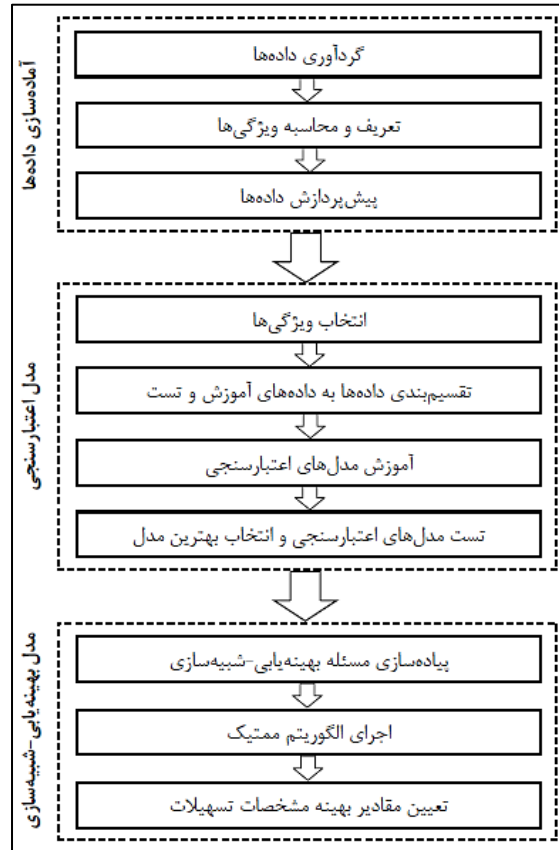 آماده‌سازی داده‌ها
گردآوری داده‌ها
تعریف و محاسبه ویژگی‌ها
پیش‌پردازش داده‌ها
مدل اعتبارسنجی
انتخاب ویژگی‌ها
تقسیم‌بندی داده‌ها به داده‌های آموزش و تست
آموزش مدل‌های اعتبارسنجی
تست مدل‌های اعتبارسنجی و انتخاب بهترین مدل
مدل بهینه‌یابی-شبیه‌سازی
پیاده‌سازی مسئله بهینه‌یابی-شبیه‌سازی
اجرای الگوریتم ممتیک
تعیین مقادیر بهینه مشخصات تسهیلات